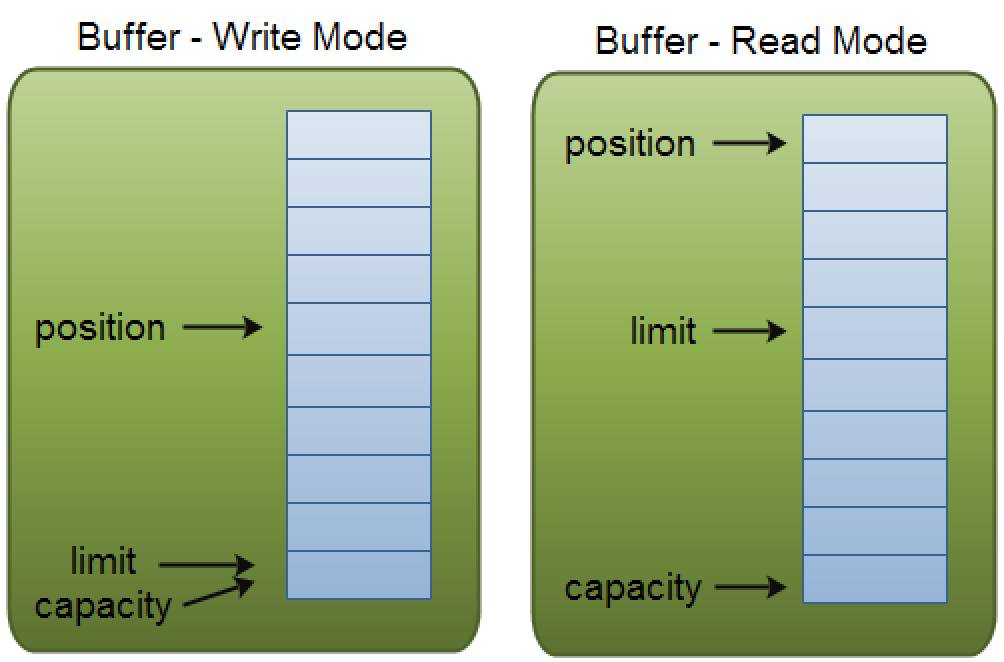 Buffer - Write Mode
position
limit
capacity
Buffer - Read Mode
position
limit
capacity